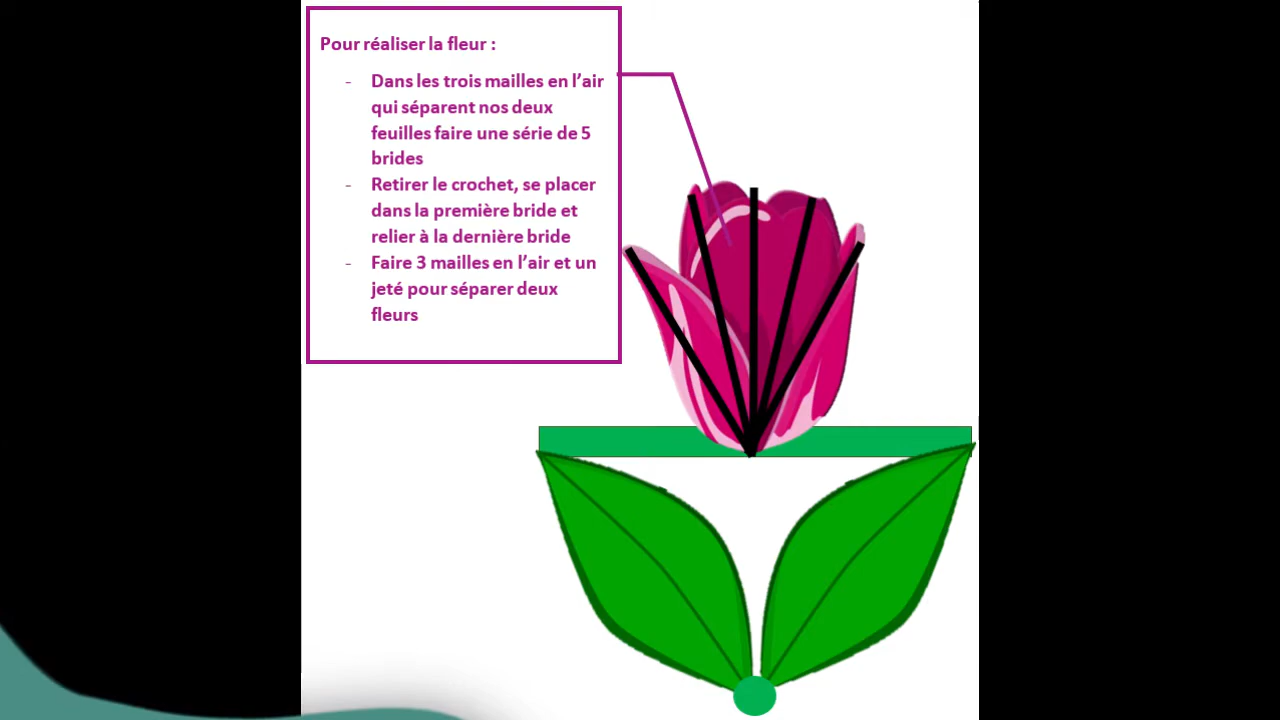 Pour réaliser la fleur :
- Dans les trois mailles en l’air
qui séparent nos deux
feuilles faire une série de 5
brides
- Retirer le crochet, se placer
dans la première bride et
relier à la dernière bride
- Faire 3 mailles en l’air et un
jeté pour séparer deux
fleurs